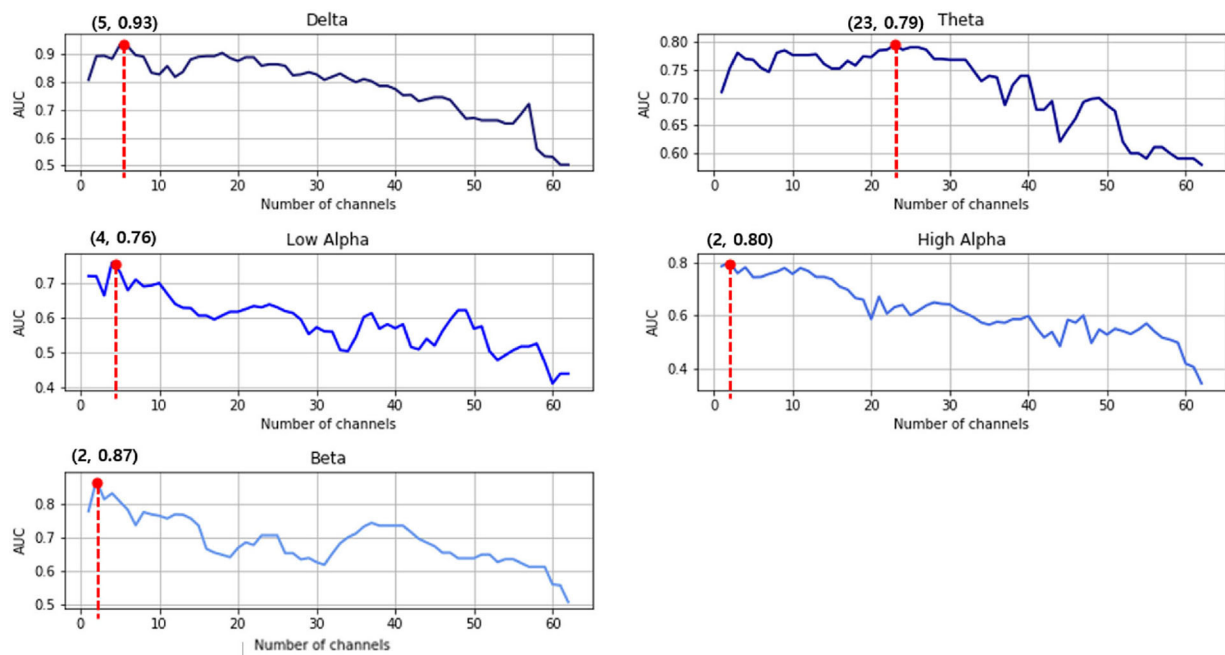 (5, 0.93)
Delta
AUC
0.9
0.8
0.7
0.6
0.5
0 10 20 30 40 50 60
Number of channels
(23, 0.79)
Theta
AUC
0.80
0.75
0.70
0.65
0.60
0 10 20 30 40 50 60
Number of channels
(4, 0.76)
Low Alpha
AUC
0.7
0.6
0.5
0.4
0 10 20 30 40 50 60
Number of channels
(2, 0.80)
High Alpha
AUC
0.8
0.6
0.4
0 10 20 30 40 50 60
Number of channels
(2, 0.87)
Beta
AUC
0.8
0.7
0.6
0.5
0 10 20 30 40 50 60
Number of channels